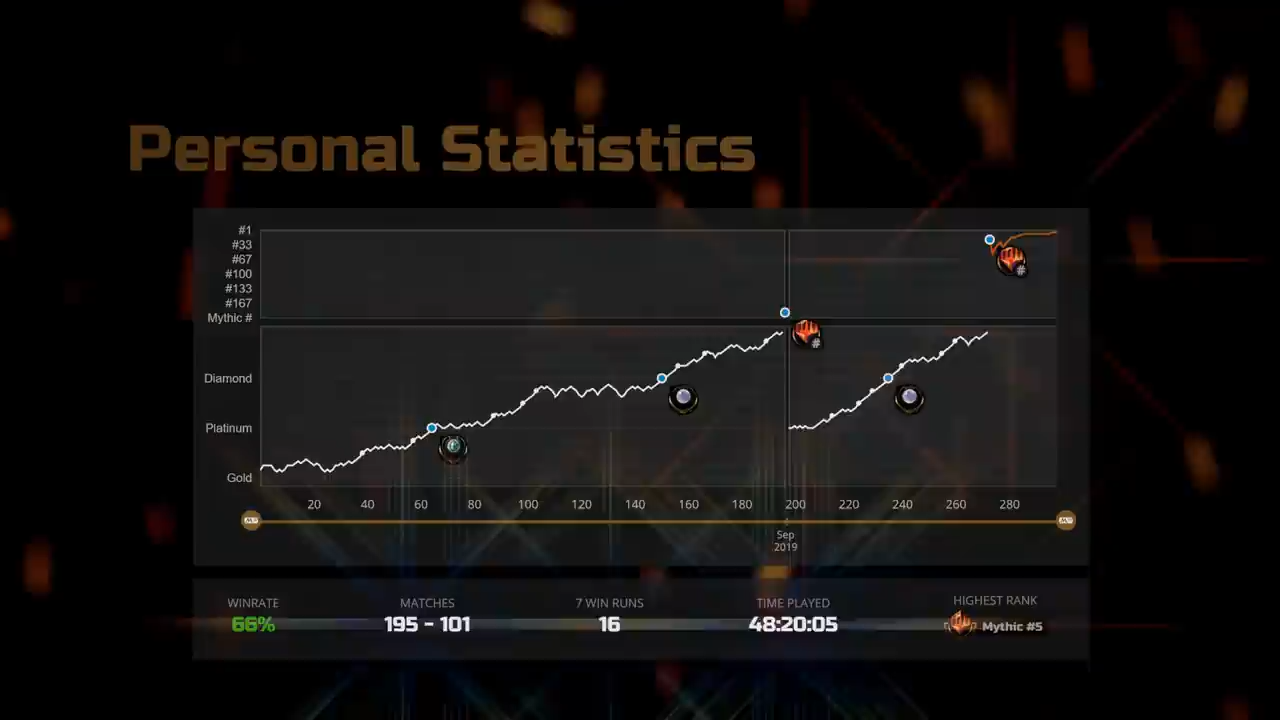 Personal Statistics
#1
#33
#67
#100
#133
#167
Mythic #
Diamond
Platinum
Gold
#
#
20 40 60 80 100 120 140 160 180 200 220 240 260 280
Sep
2019
WINRATE MATCHES 7 WIN RUNS TIME PLAYED HIGHEST RANK
66% 195 - 101 16 48:20:05 Mythic #5